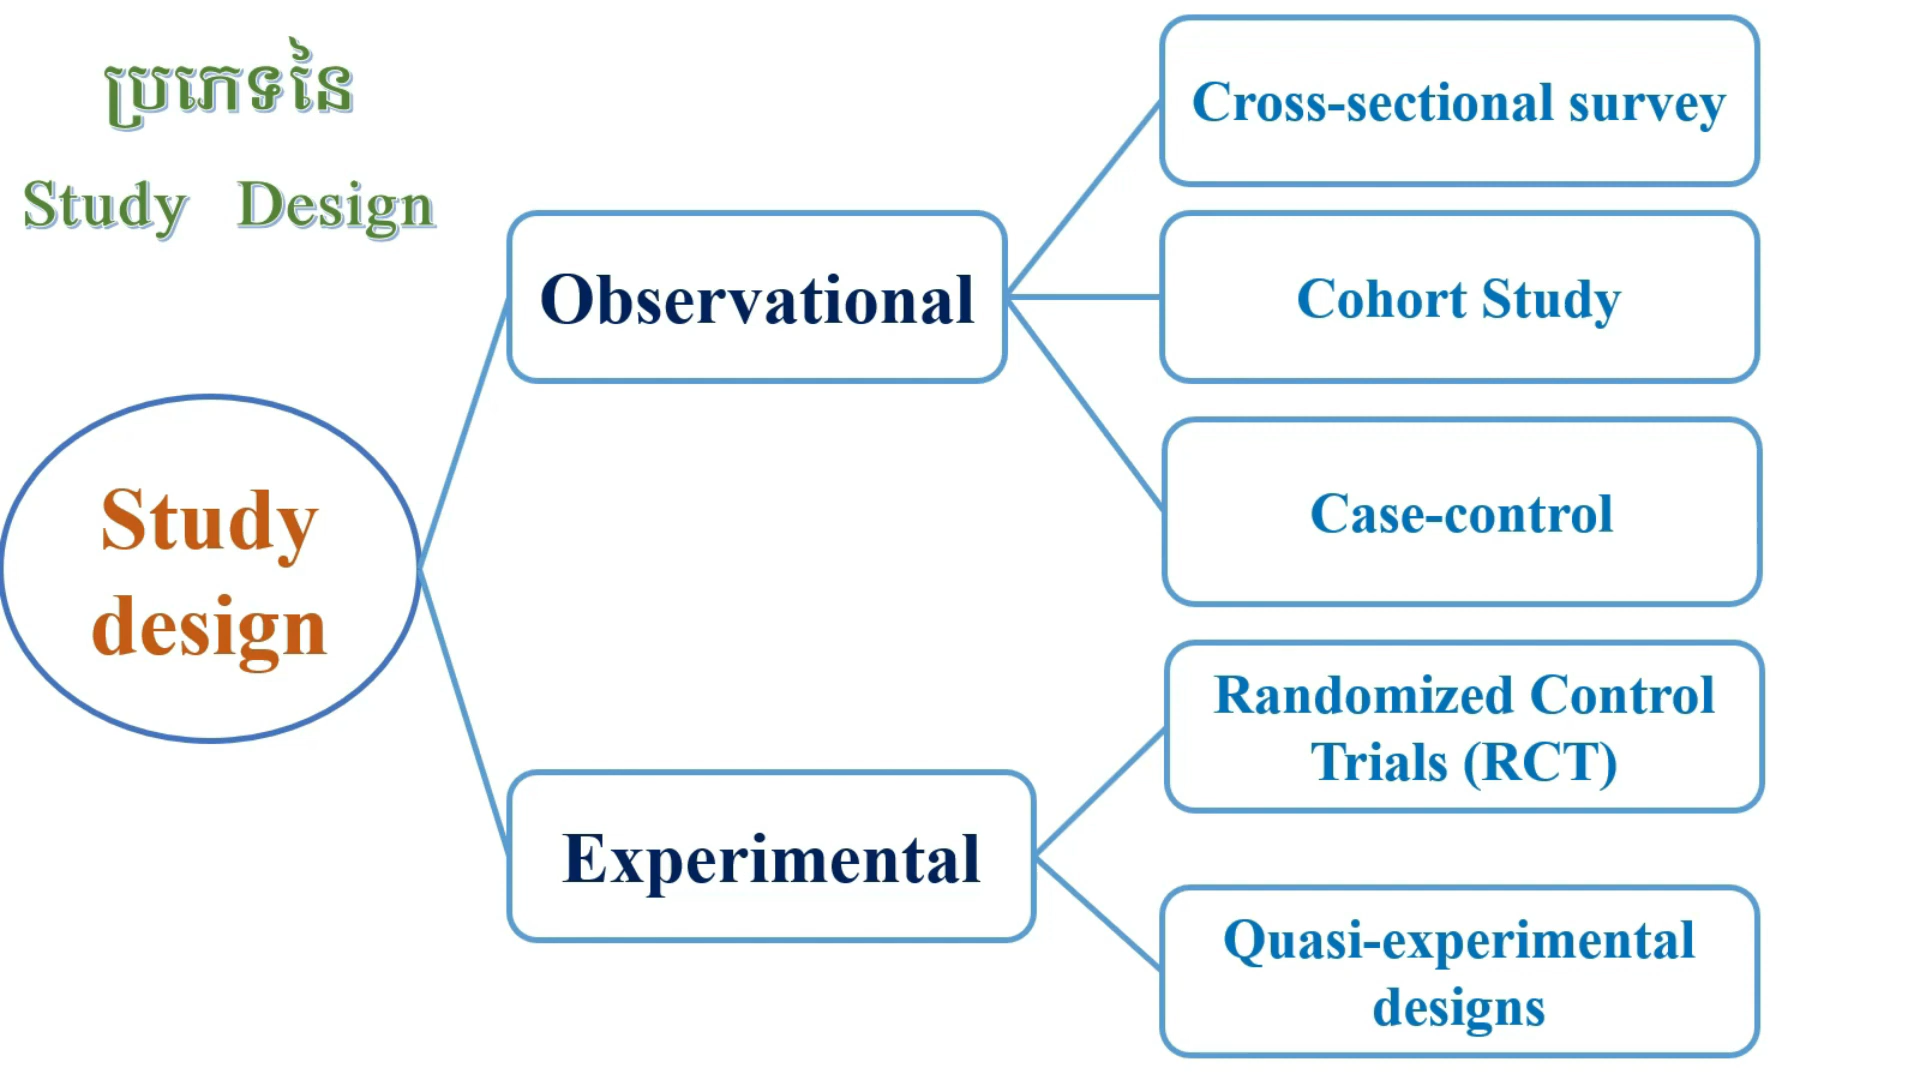 ប្រភេទនៃ
Study Design
Study
design
Observational
Cross-sectional survey
Cohort Study
Case-control
Experimental
Randomized Control
Trials (RCT)
Quasi-experimental
designs